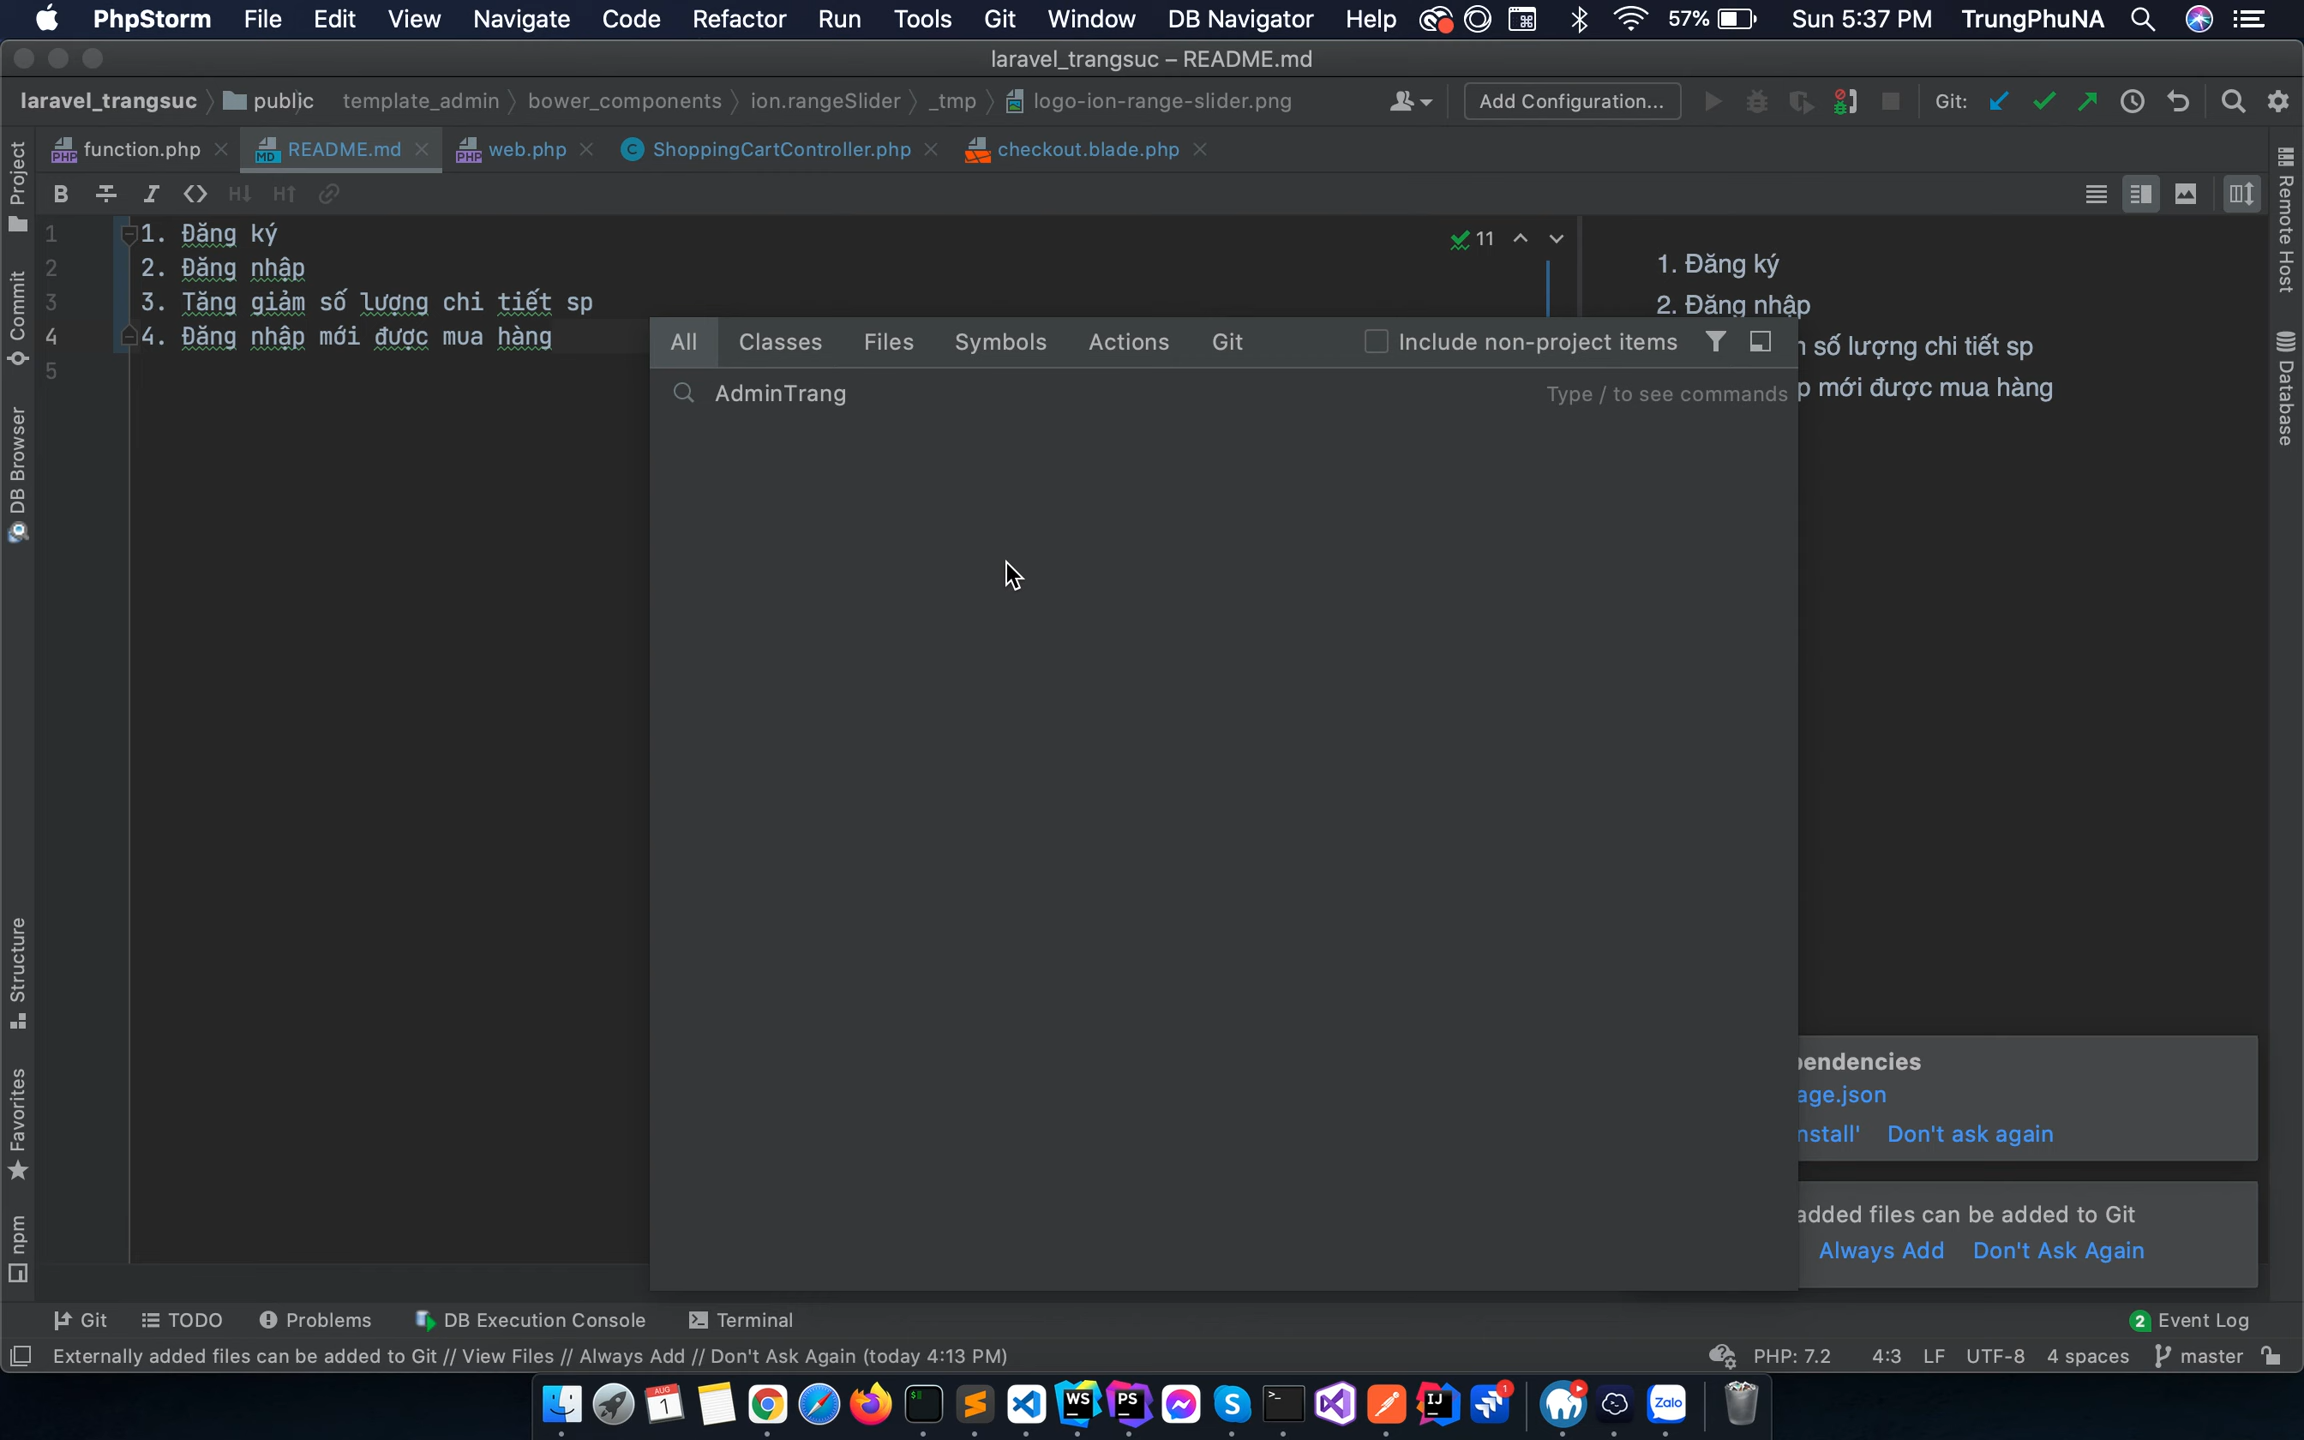 PhpStorm File Edit View Navigate Code Refactor Run Tools Git Window DB Navigator Help 57% Sun 5:37 PM TrungPhuNA
laravel_trangsuc – README.md
laravel_trangsuc public template_admin bower_components ion.rangeSlider _tmp logo-ion-range-slider.png Add Configuration... Git:
function.php README.md web.php ShoppingCartController.php checkout.blade.php
Project
Commit
DB Browser
Structure
Favorites
npm
Remote Host
Database
1 1. Đăng ký
2 2. Đăng nhập
3 3. Tăng giảm số lượng chi tiết sp
4 4. Đăng nhập mới được mua hàng
5
11
1. Đăng ký
2. Đăng nhập
số lượng chi tiết sp
p mới được mua hàng
All Classes Files Symbols Actions Git Include non-project items
AdminTrang Type / to see commands
pendencies
age.json
nstall' Don't ask again
added files can be added to Git
Always Add Don't Ask Again
Git TODO Problems DB Execution Console Terminal 2 Event Log
Externally added files can be added to Git // View Files // Always Add // Don't Ask Again (today 4:13 PM) PHP: 7.2 4:3 LF UTF-8 4 spaces master
AUG
1
WS
PS
IJ
1
Zalo